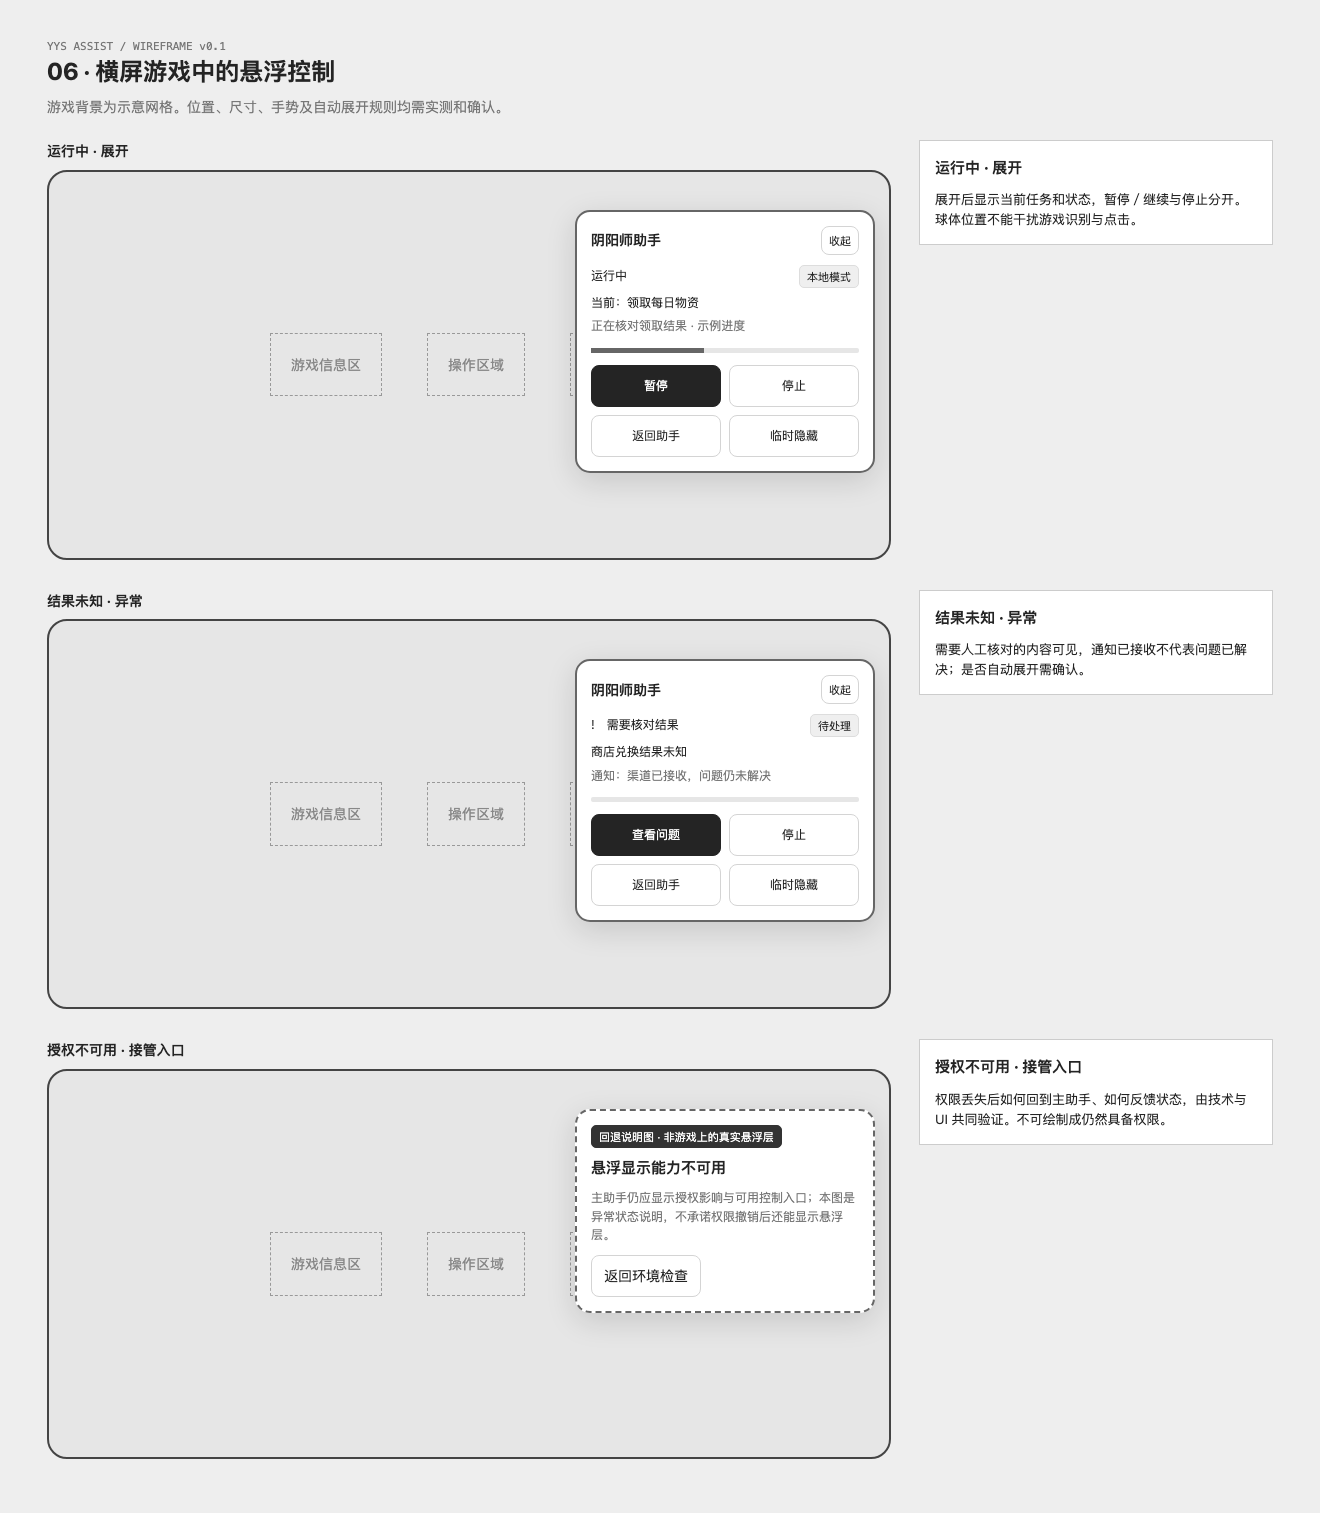 YYS ASSIST / WIREFRAME v0.1
06 · 横屏游戏中的悬浮控制
游戏背景为示意网格。位置、尺寸、手势及自动展开规则均需实测和确认。
运行中 · 展开
游戏信息区
操作区域
阴阳师助手
收起
运行中
本地模式
当前：领取每日物资
正在核对领取结果 · 示例进度
暂停
停止
返回助手
临时隐藏
运行中 · 展开
展开后显示当前任务和状态，暂停 / 继续与停止分开。
球体位置不能干扰游戏识别与点击。
结果未知 · 异常
游戏信息区
操作区域
阴阳师助手
收起
! 需要核对结果
待处理
商店兑换结果未知
通知：渠道已接收，问题仍未解决
查看问题
停止
返回助手
临时隐藏
结果未知 · 异常
需要人工核对的内容可见，通知已接收不代表问题已解
决；是否自动展开需确认。
授权不可用 · 接管入口
游戏信息区
操作区域
回退说明图 · 非游戏上的真实悬浮层
悬浮显示能力不可用
主助手仍应显示授权影响与可用控制入口；本图是
异常状态说明，不承诺权限撤销后还能显示悬浮
层。
返回环境检查
授权不可用 · 接管入口
权限丢失后如何回到主助手、如何反馈状态，由技术与
UI 共同验证。不可绘制成仍然具备权限。